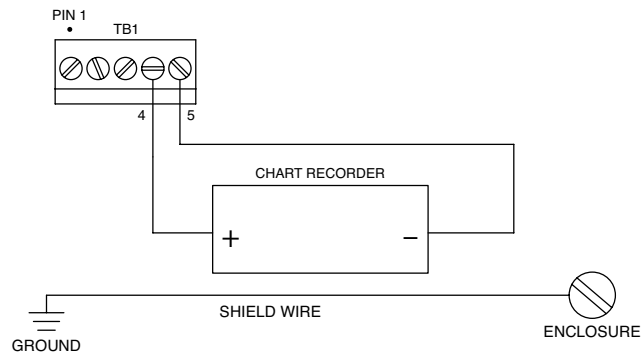 PIN 1
TB1
4
5
CHART RECORDER
+
–
SHIELD WIRE
GROUND
ENCLOSURE